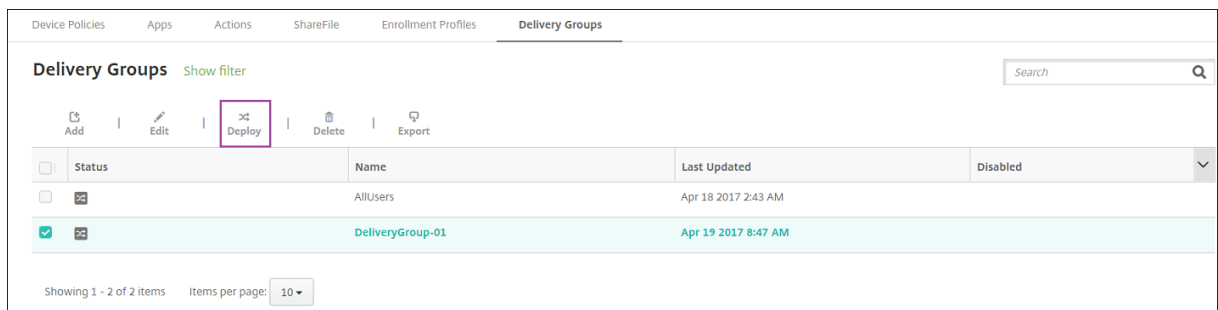 Device Policies Apps Actions ShareFile Enrollment Profiles Delivery Groups
Delivery Groups Show filter Search
Add | Edit | Deploy | Delete | Export
Status Name Last Updated Disabled
AllUsers Apr 18 2017 2:43 AM
DeliveryGroup-01 Apr 19 2017 8:47 AM
Showing 1 - 2 of 2 items Items per page: 10